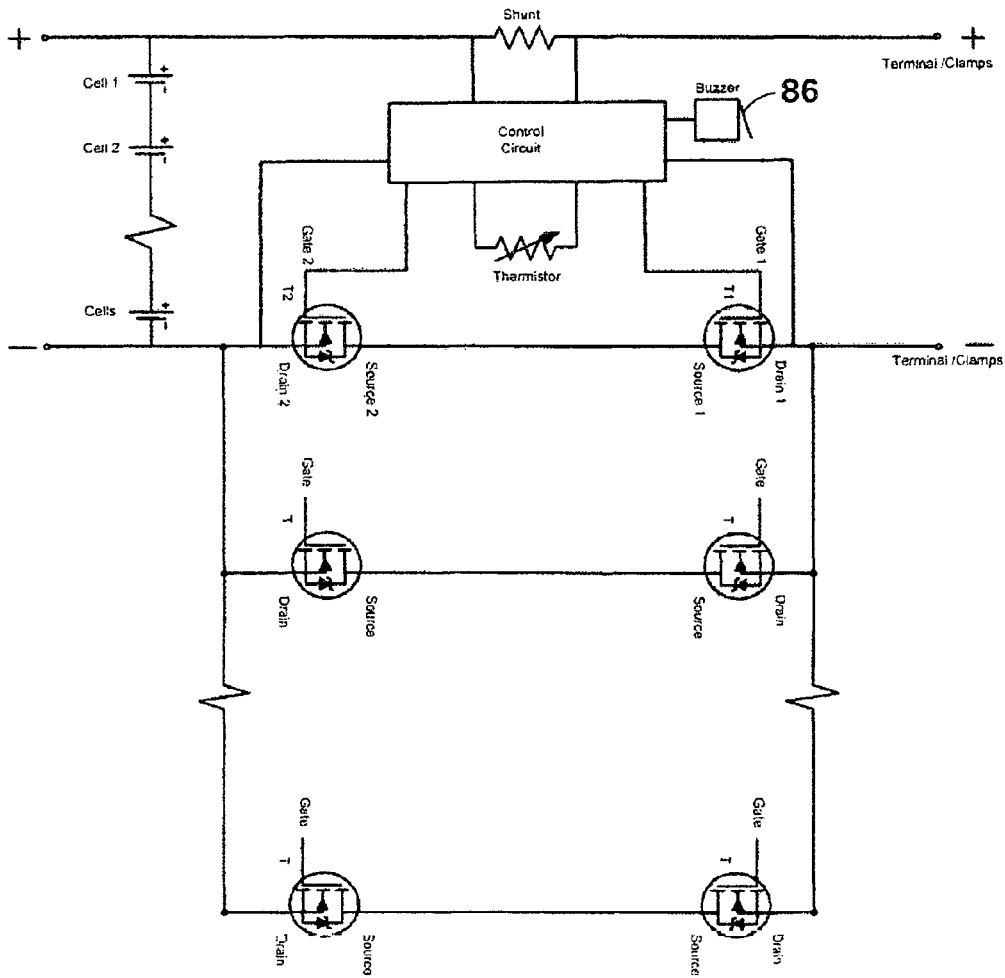 Shunt
+
+
Terminal /Clamps
Cell 1
Buzzer
86
Control
Circuit
Cell 2
Gate 2
Gate 1
Thermistor
T2
T1
Cells
−
−
Terminal /Clamps
Drain 2
Source 2
Source 1
Drain 1
Gate
Gate
T
T
Drain
Source
Source
Drain
Gate
Gate
T
T
Drain
Source
Source
Drain